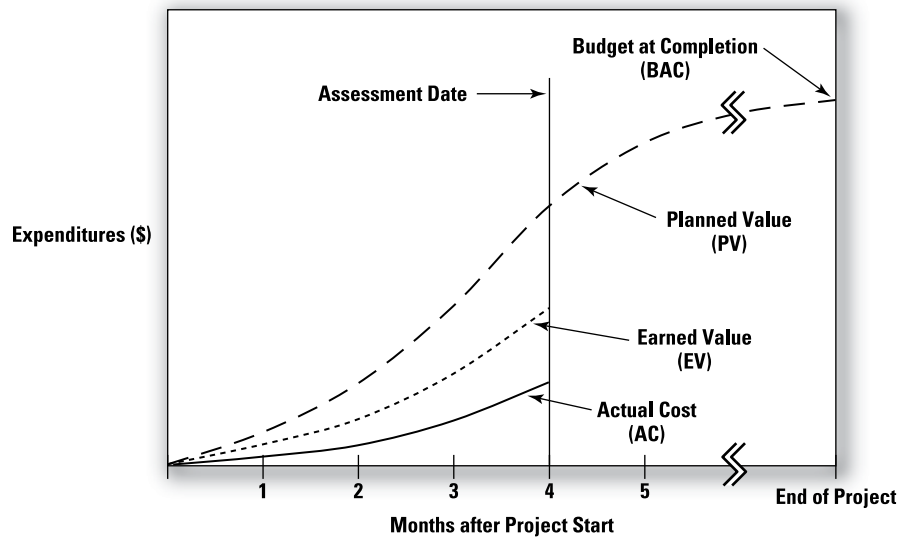 Budget at Completion
(BAC)
Assessment Date
Planned Value
(PV)
Expenditures ($)
Earned Value
(EV)
Actual Cost
(AC)
1
2
3
4
5
End of Project
Months after Project Start